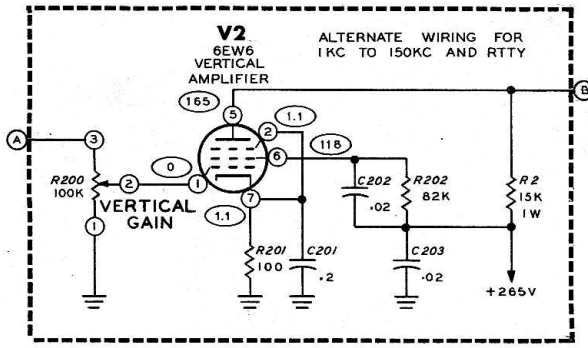 V2
6EW6
VERTICAL
AMPLIFIER
ALTERNATE WIRING FOR
1KC TO 150KC AND RTTY
165
5
1.1
B
A
3
2
0
6
118
R200
100K
2
1
VERTICAL
GAIN
1.1
7
C202
.02
R202
82K
R2
15K
1W
1
R201
100
C201
.2
C203
.02
+265V